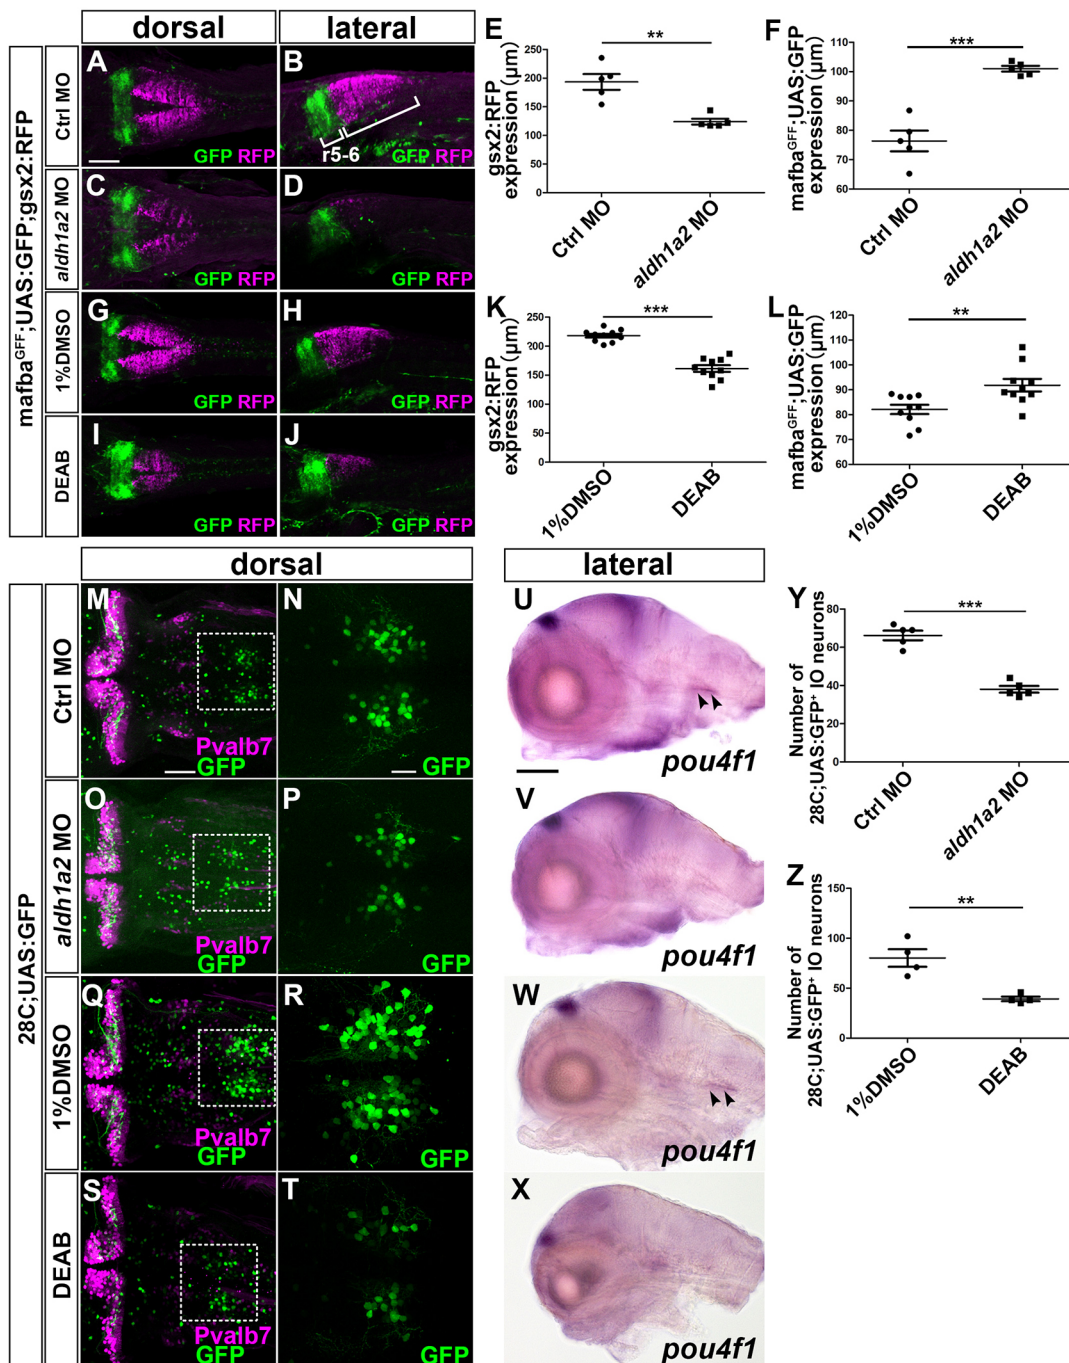 dorsal
lateral
mafba^GFF;UAS:GFP;gsx2:RFP
Ctrl MO
A
GFP RFP
B
r5-6
GFP RFP
aldh1a2 MO
C
GFP RFP
D
GFP RFP
1%DMSO
G
GFP RFP
H
GFP RFP
DEAB
I
GFP RFP
J
GFP RFP
E
gsx2:RFP
expression (μm)
250
200
150
100
50
0
**
Ctrl MO
aldh1a2 MO
F
mafba^GFF;UAS:GFP
expression (μm)
110
100
90
80
70
60
***
Ctrl MO
aldh1a2 MO
K
gsx2:RFP
expression (μm)
250
200
150
100
50
0
***
1%DMSO
DEAB
L
mafba^GFF;UAS:GFP
expression (μm)
120
110
100
90
80
70
60
**
1%DMSO
DEAB
dorsal
lateral
28C;UAS:GFP
Ctrl MO
M
Pvalb7
GFP
N
GFP
U
pou4f1
aldh1a2 MO
O
Pvalb7
GFP
P
GFP
V
pou4f1
1%DMSO
Q
Pvalb7
GFP
R
GFP
W
pou4f1
DEAB
S
Pvalb7
GFP
T
GFP
X
pou4f1
Y
Number of
28C;UAS:GFP⁺ IO neurons
80
60
40
20
0
***
Ctrl MO
aldh1a2 MO
Z
Number of
28C;UAS:GFP⁺ IO neurons
150
100
50
0
**
1%DMSO
DEAB